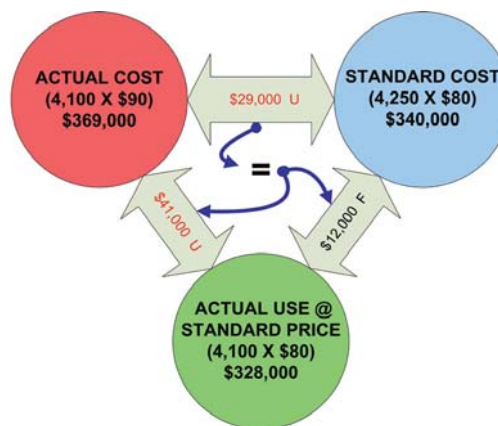 ACTUAL COST
(4,100 X $90)
$369,000
$29,000 U
STANDARD COST
(4,250 X $80)
$340,000
=
$41,000 U
$12,000 F
ACTUAL USE @
STANDARD PRICE
(4,100 X $80)
$328,000